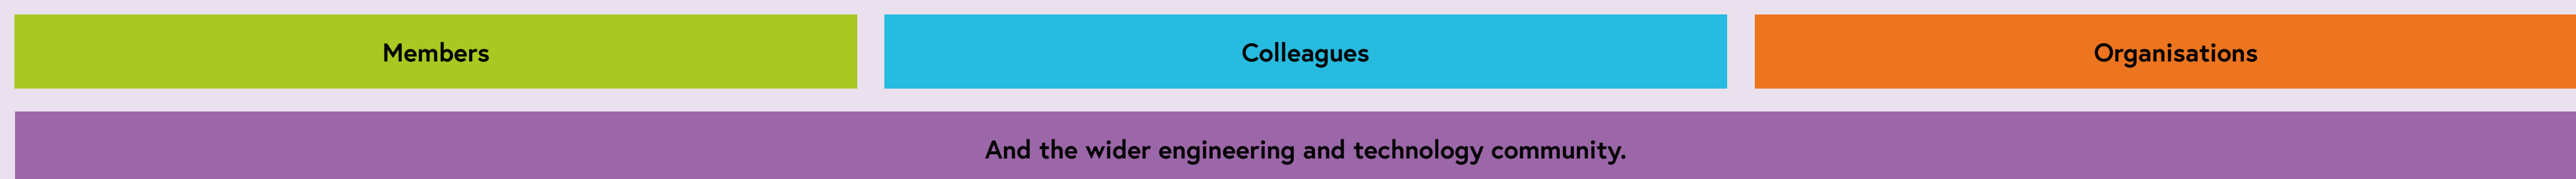 Members
Colleagues
Organisations
And the wider engineering and technology community.